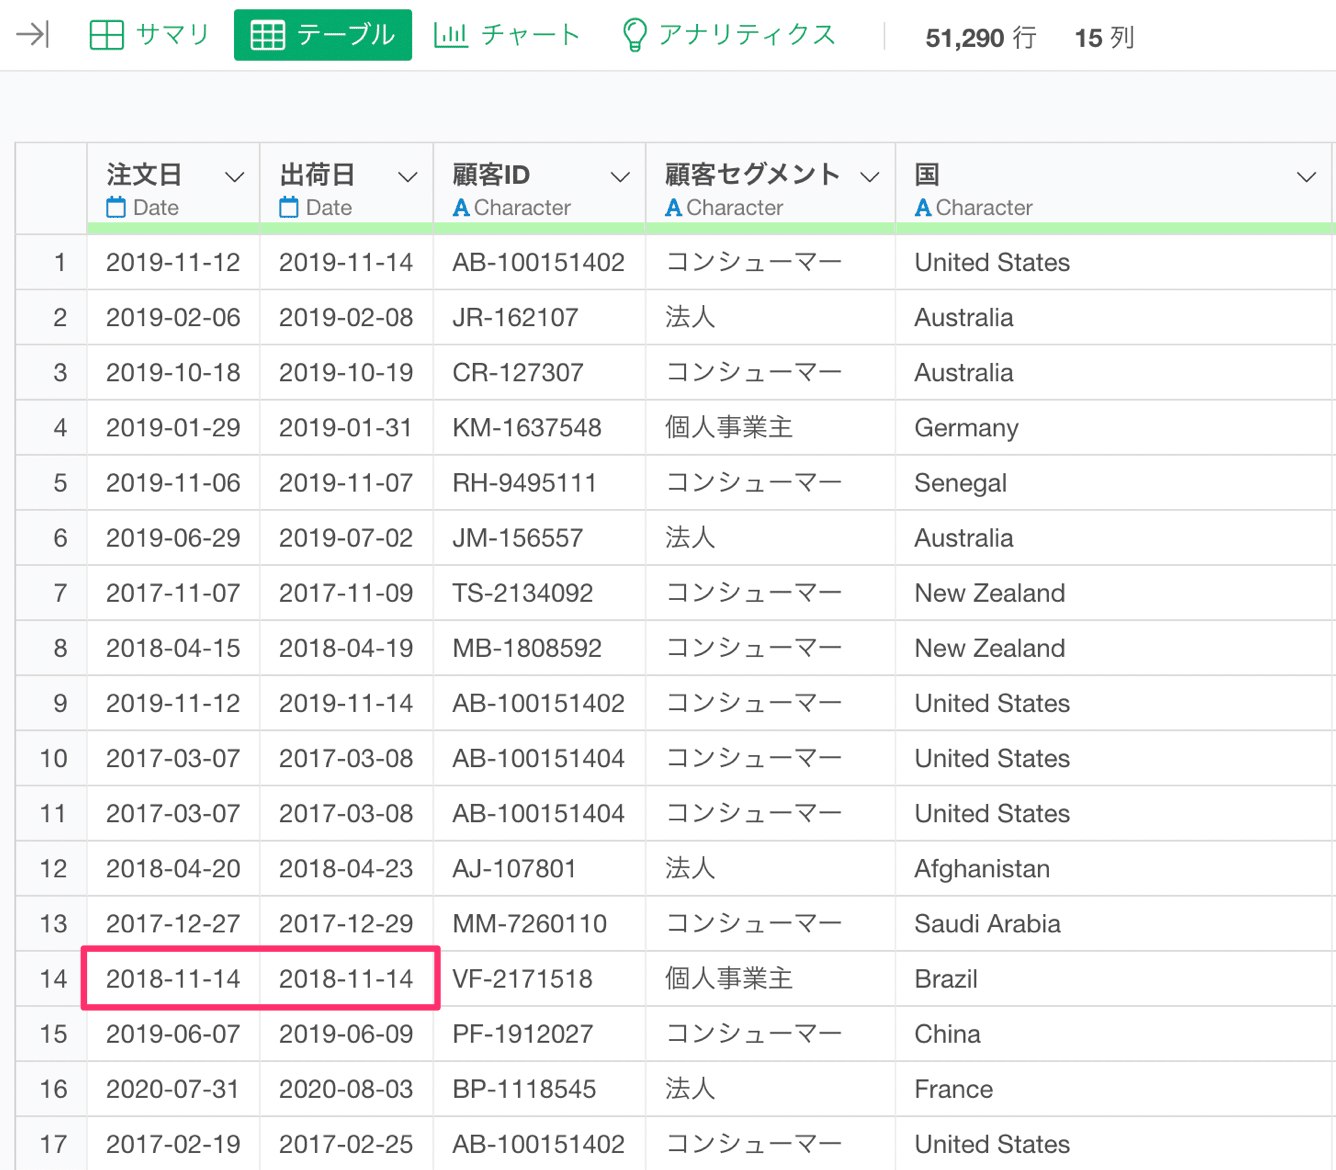 サマリ テーブル チャート アナリティクス 51,290 行 15 列
注文日 出荷日 顧客ID 顧客セグメント 国
Date Date A Character A Character A Character
1 2019-11-12 2019-11-14 AB-100151402 コンシューマー United States
2 2019-02-06 2019-02-08 JR-162107 法人 Australia
3 2019-10-18 2019-10-19 CR-127307 コンシューマー Australia
4 2019-01-29 2019-01-31 KM-1637548 個人事業主 Germany
5 2019-11-06 2019-11-07 RH-9495111 コンシューマー Senegal
6 2019-06-29 2019-07-02 JM-156557 法人 Australia
7 2017-11-07 2017-11-09 TS-2134092 コンシューマー New Zealand
8 2018-04-15 2018-04-19 MB-1808592 コンシューマー New Zealand
9 2019-11-12 2019-11-14 AB-100151402 コンシューマー United States
10 2017-03-07 2017-03-08 AB-100151404 コンシューマー United States
11 2017-03-07 2017-03-08 AB-100151404 コンシューマー United States
12 2018-04-20 2018-04-23 AJ-107801 法人 Afghanistan
13 2017-12-27 2017-12-29 MM-7260110 コンシューマー Saudi Arabia
14 2018-11-14 2018-11-14 VF-2171518 個人事業主 Brazil
15 2019-06-07 2019-06-09 PF-1912027 コンシューマー China
16 2020-07-31 2020-08-03 BP-1118545 法人 France
17 2017-02-19 2017-02-25 AB-100151402 コンシューマー United States